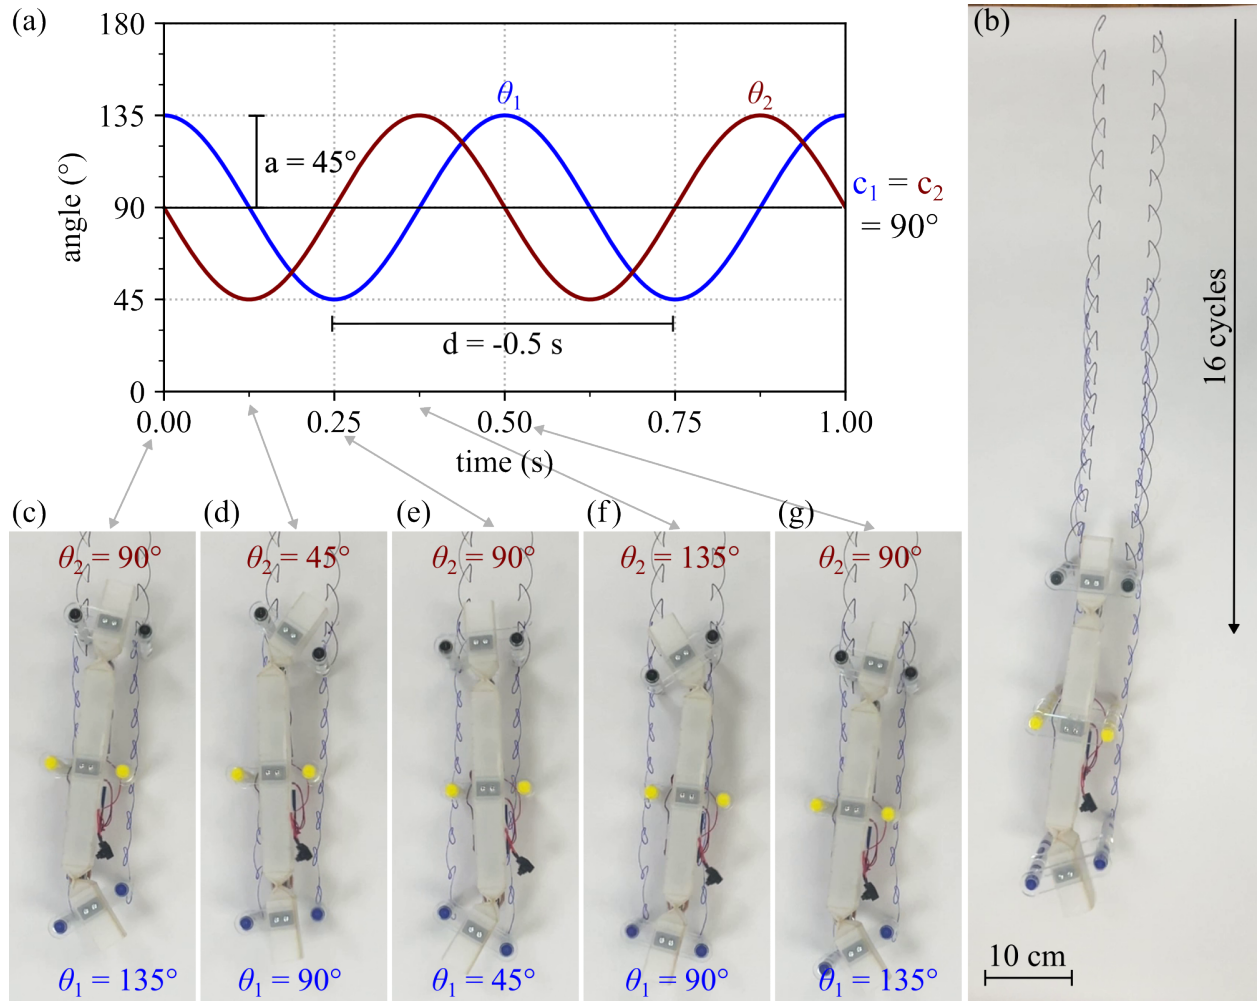 (a)
180
135
90
45
0
angle (°)
θ₁
θ₂
a = 45°
c₁ = c₂
= 90°
d = -0.5 s
0.00 0.25 0.50 0.75 1.00
time (s)
(b)
16 cycles
10 cm
(c)
θ₂ = 90°
θ₁ = 135°
(d)
θ₂ = 45°
θ₁ = 90°
(e)
θ₂ = 90°
θ₁ = 45°
(f)
θ₂ = 135°
θ₁ = 90°
(g)
θ₂ = 90°
θ₁ = 135°